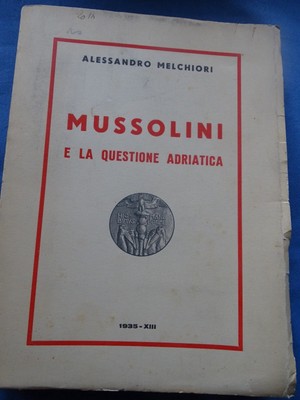 ALESSANDRO MELCHIORI
MUSSOLINI
E LA QUESTIONE ADRIATICA
1935 - XIII